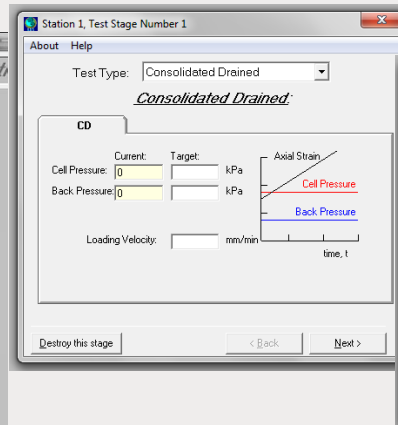 Station 1, Test Stage Number 1
About Help
Test Type: Consolidated Drained
Consolidated Drained:
CD
Current: Target:
Cell Pressure: 0 kPa
Back Pressure: 0 kPa
Loading Velocity: mm/min
Axial Strain
Cell Pressure
Back Pressure
time, t
Destroy this stage < Back Next >